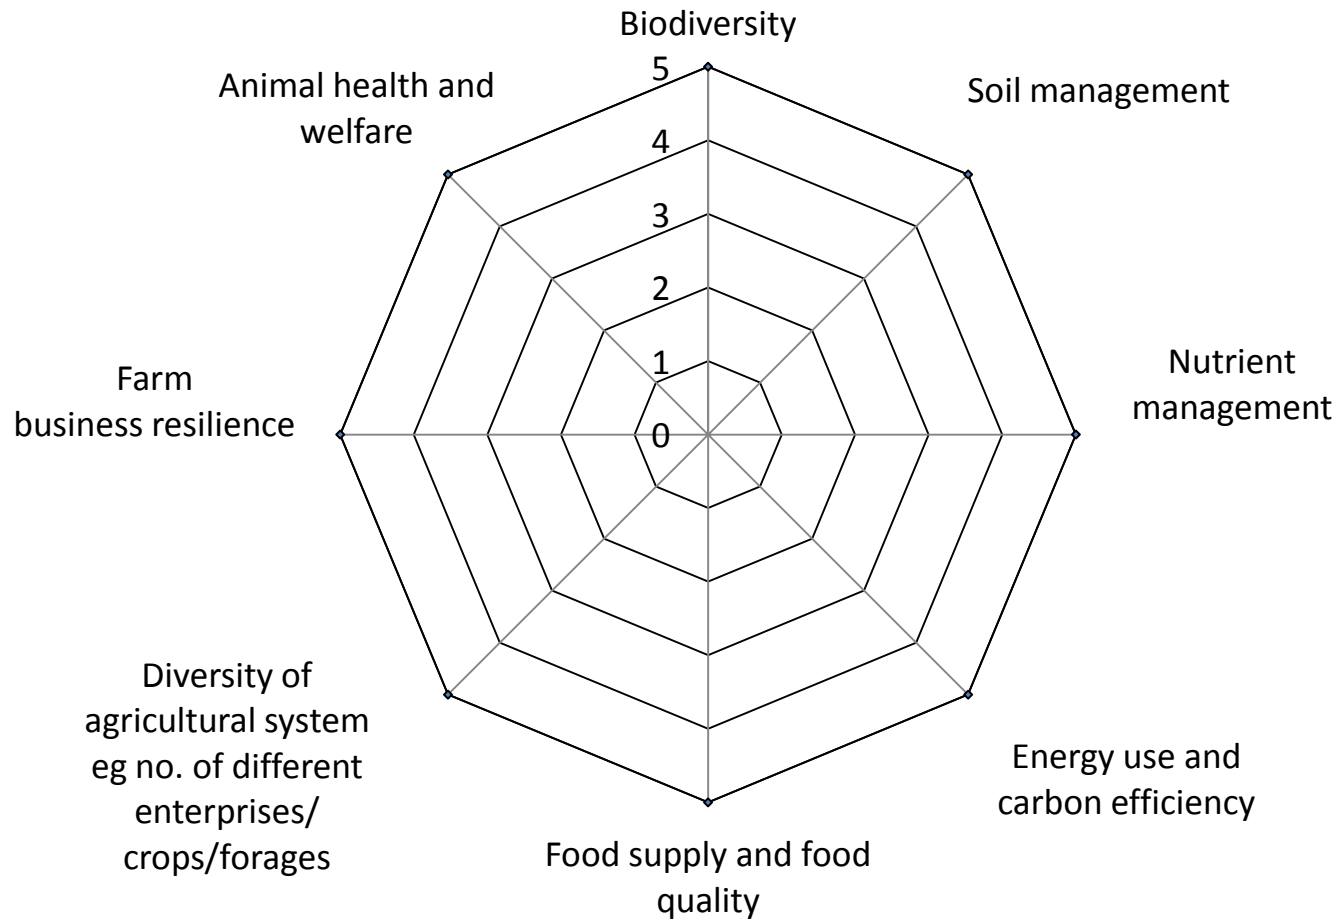 Biodiversity
5
4
3
2
1
0
Soil management
Nutrient
management
Energy use and
carbon efficiency
Food supply and food
quality
Diversity of
agricultural system
eg no. of different
enterprises/
crops/forages
Farm
business resilience
Animal health and
welfare